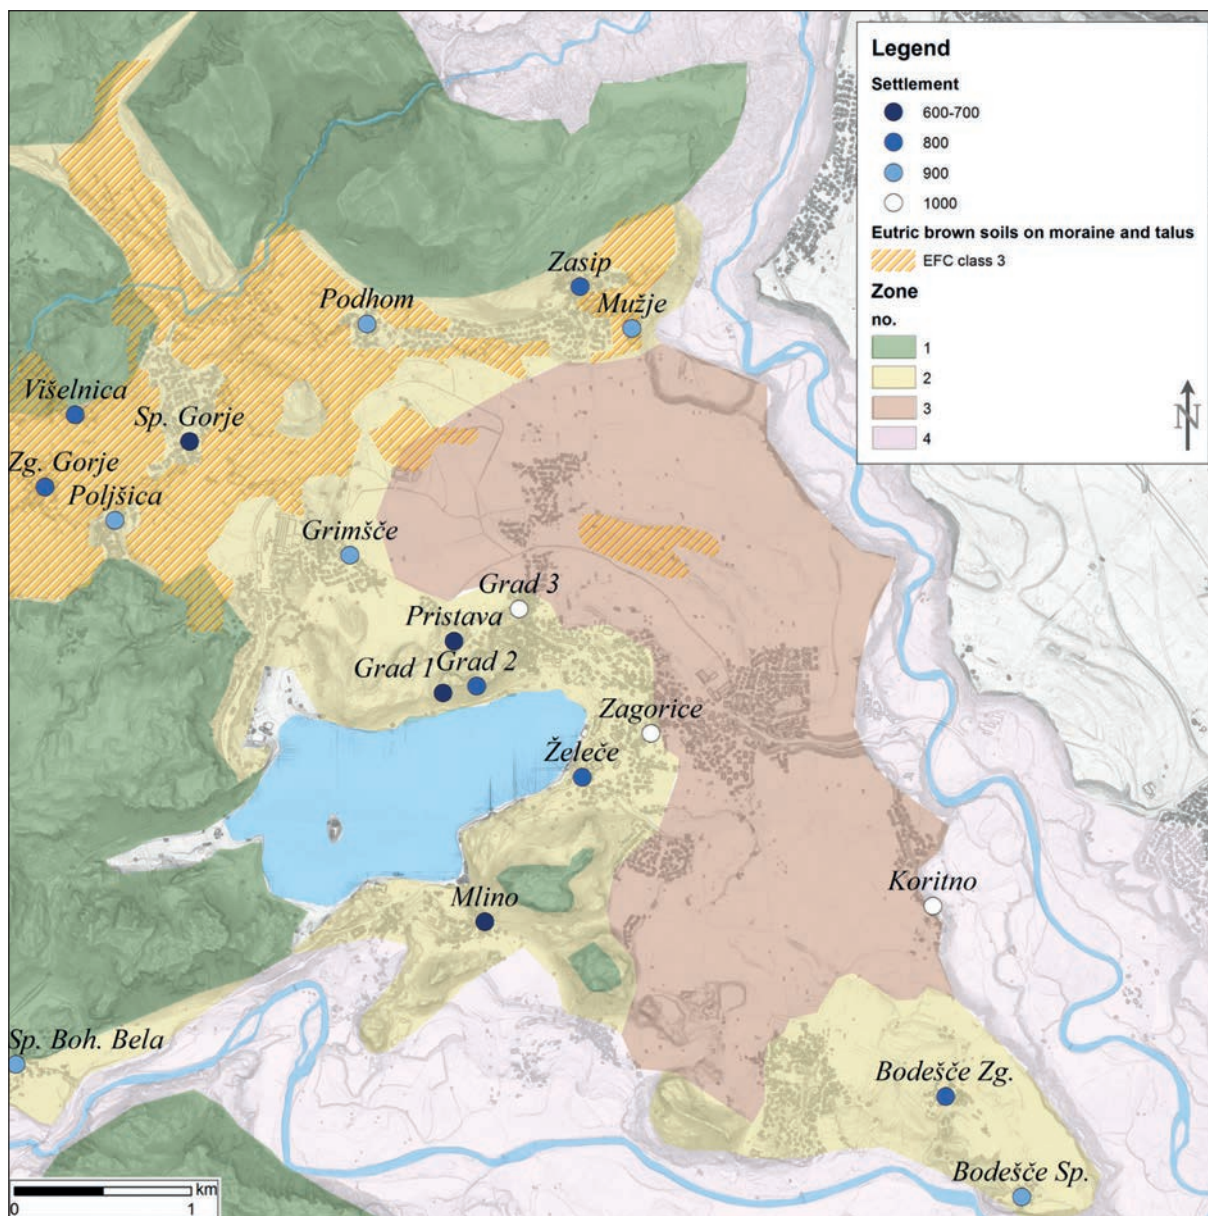 Legend
Settlement
600-700
800
900
1000
Eutric brown soils on moraine and talus
EFC class 3
Zone
no.
1
2
3
4
N
Zasip
Podhom
Mužje
Višelnica
Sp. Gorje
Zg. Gorje
Poljšica
Grimšče
Grad 3
Pristava
Grad 1
Grad 2
Zagorice
Želeče
Koritno
Mlino
Sp. Boh. Bela
Bodešče Zg.
Bodešče Sp.
km
0 1